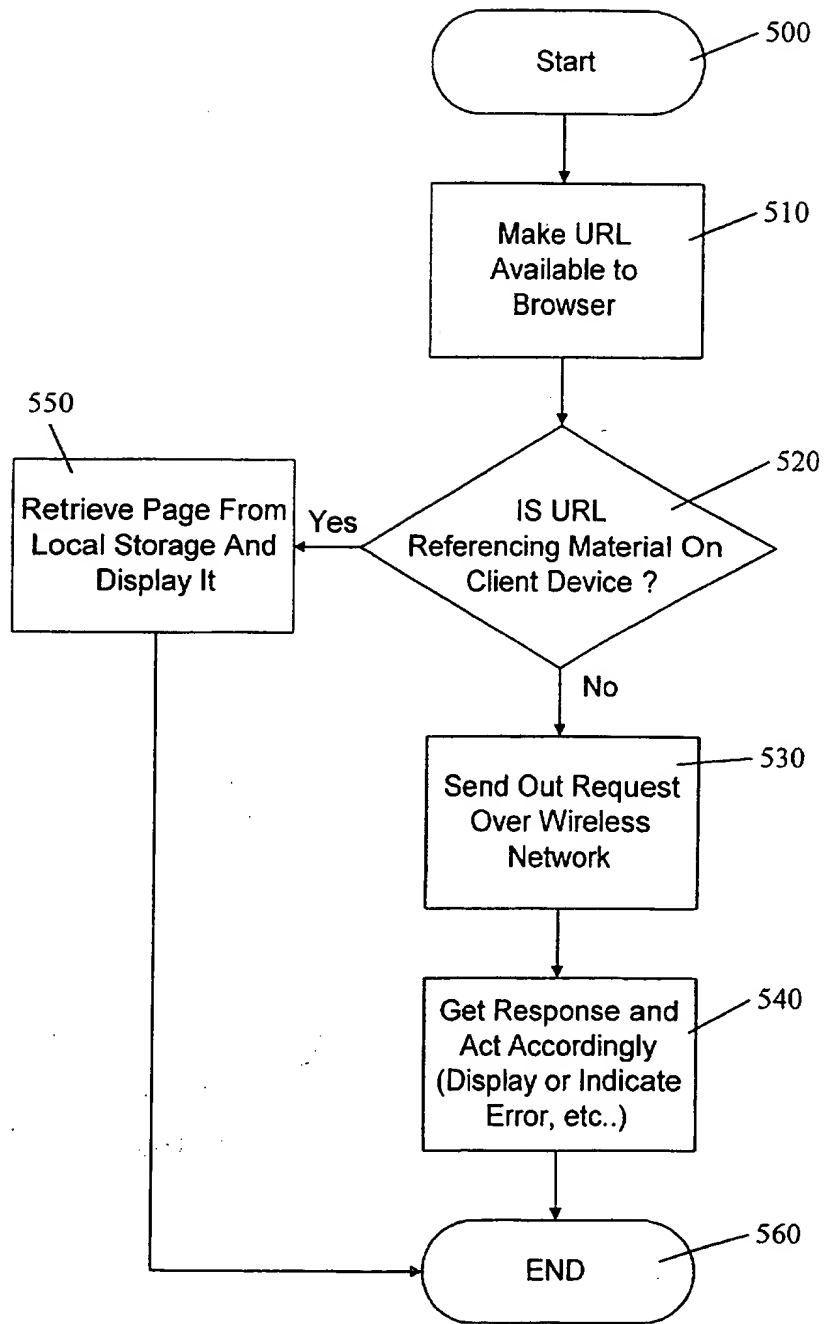 500
Start
510
Make URL
Available to
Browser
550
520
Retrieve Page From
Local Storage And
Display It
Yes
IS URL
Referencing Material On
Client Device ?
No
530
Send Out Request
Over Wireless
Network
540
Get Response and
Act Accordingly
(Display or Indicate
Error, etc..)
560
END